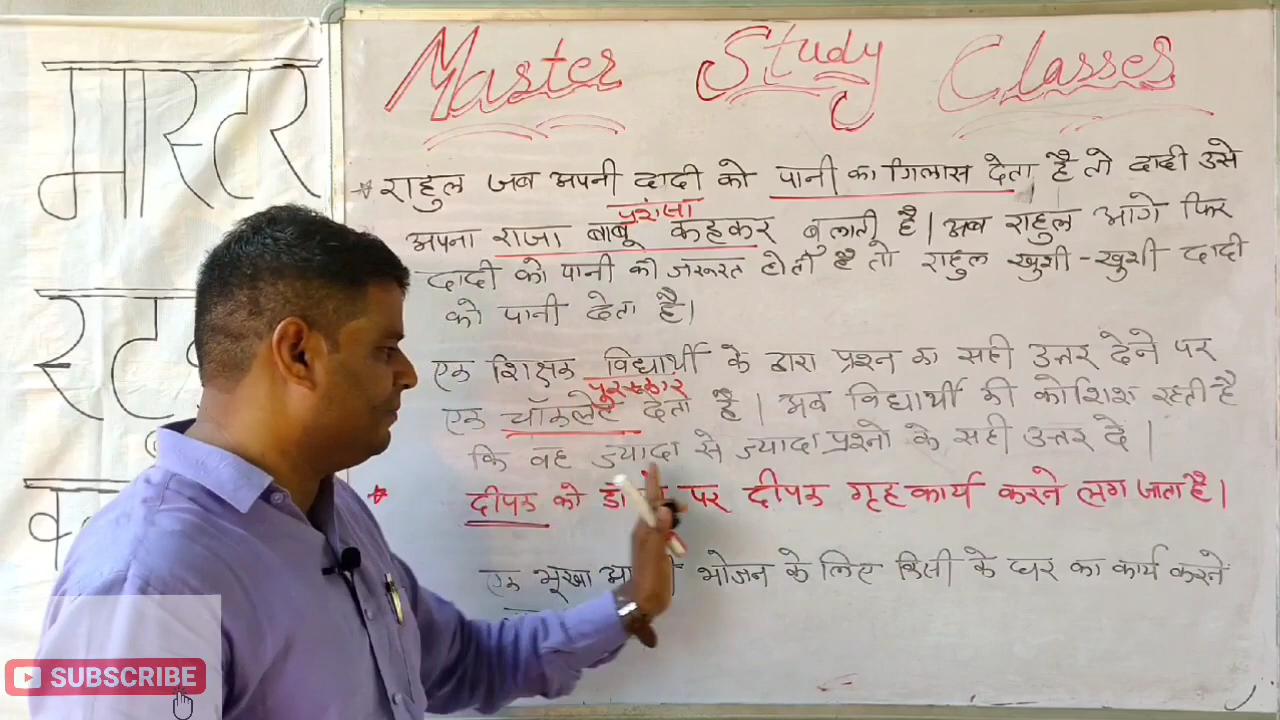 मास्टर
स्ट
Master Study Classes
* राहुल जब अपनी दादी को पानी का गिलास देता है तो दादी उसे
प्रशंसा
अपना राजा बाबू कहकर बुलाती है। अब राहुल आगे फिर
दादी को पानी की जरूरत होती है तो राहुल खुशी-खुशी दादी
को पानी देता है।
एक शिक्षक विद्यार्थी के द्वारा प्रश्न का सही उत्तर देने पर
पुरस्कार
एक चॉकलेट देता है। अब विद्यार्थी की कोशिश रहती है
कि वह ज्यादा से ज्यादा प्रश्नो के सही उत्तर दे।
* दीपक को पर दीपक गृहकार्य करने लग जाता है।
एक भूखा भोजन के लिए किसी के घर का कार्य करने
SUBSCRIBE